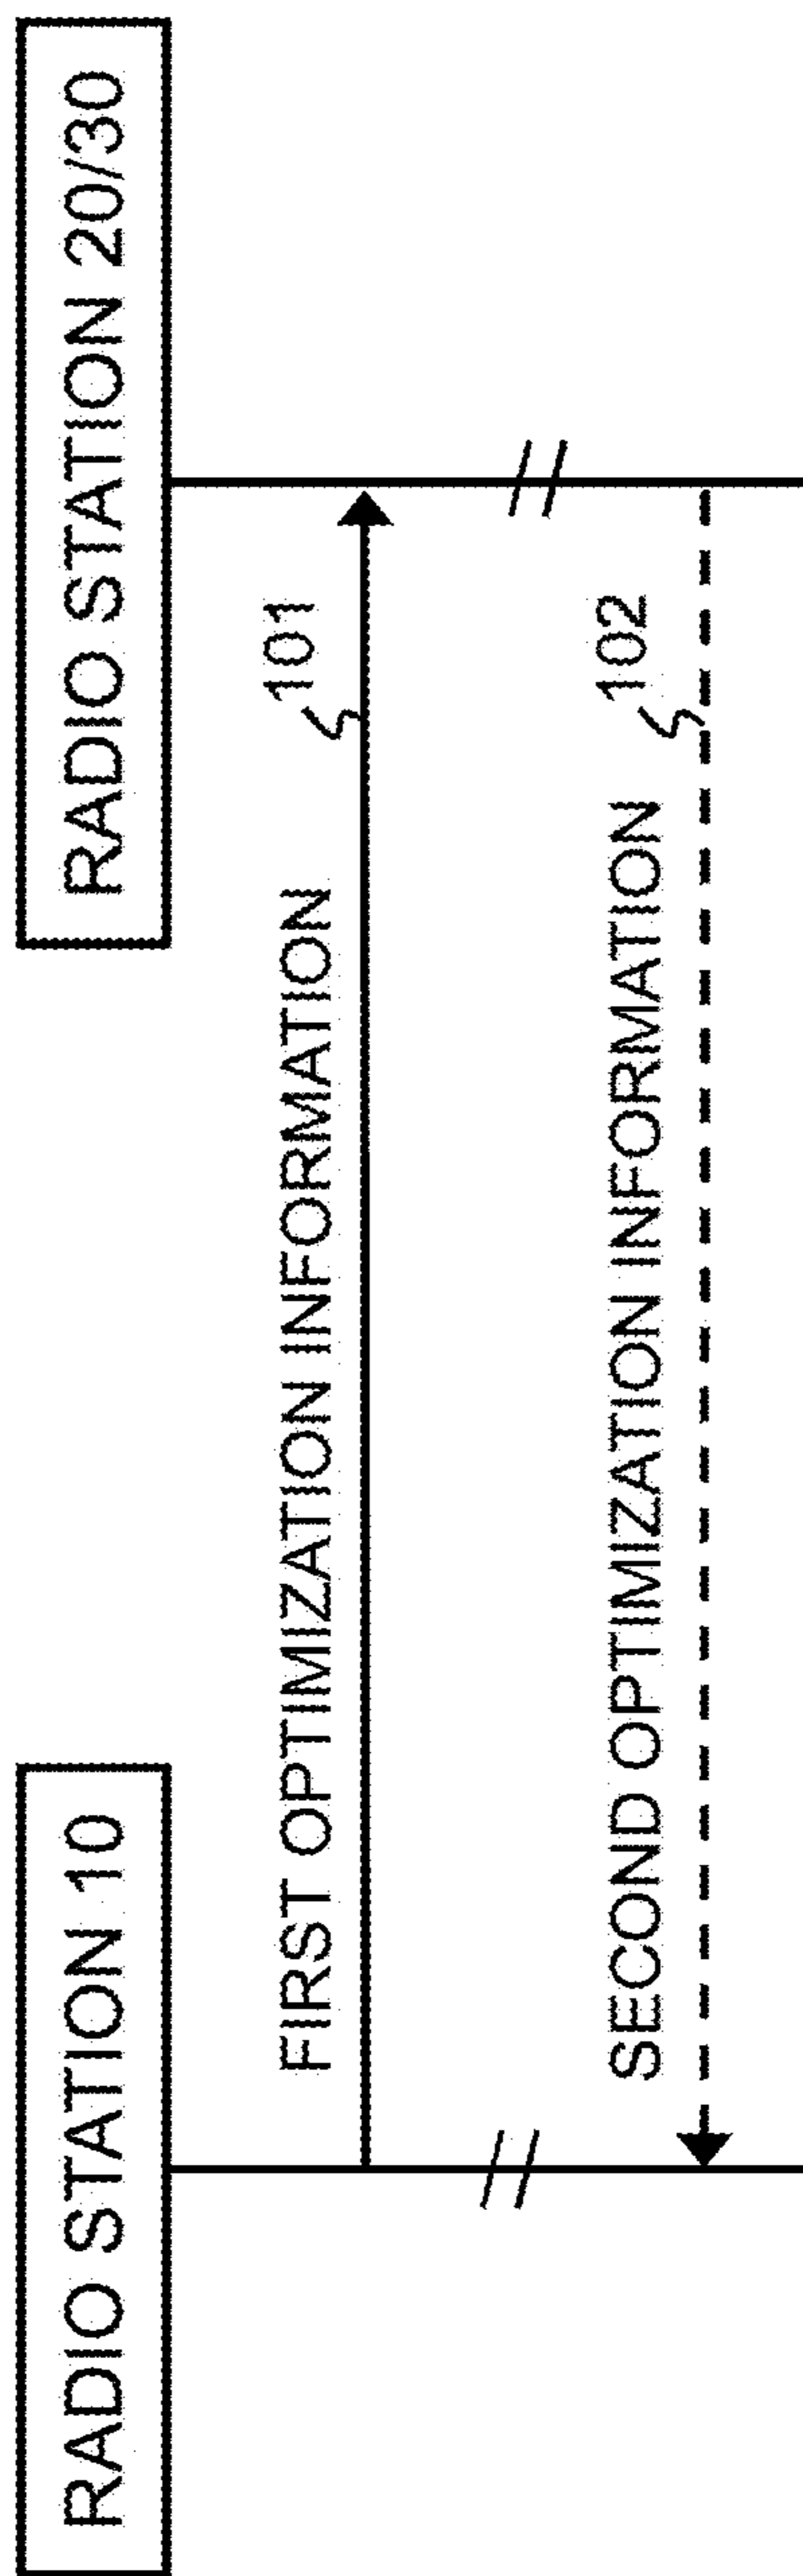 RADIO STATION 10
RADIO STATION 20/30
FIRST OPTIMIZATION INFORMATION
101
SECOND OPTIMIZATION INFORMATION
102